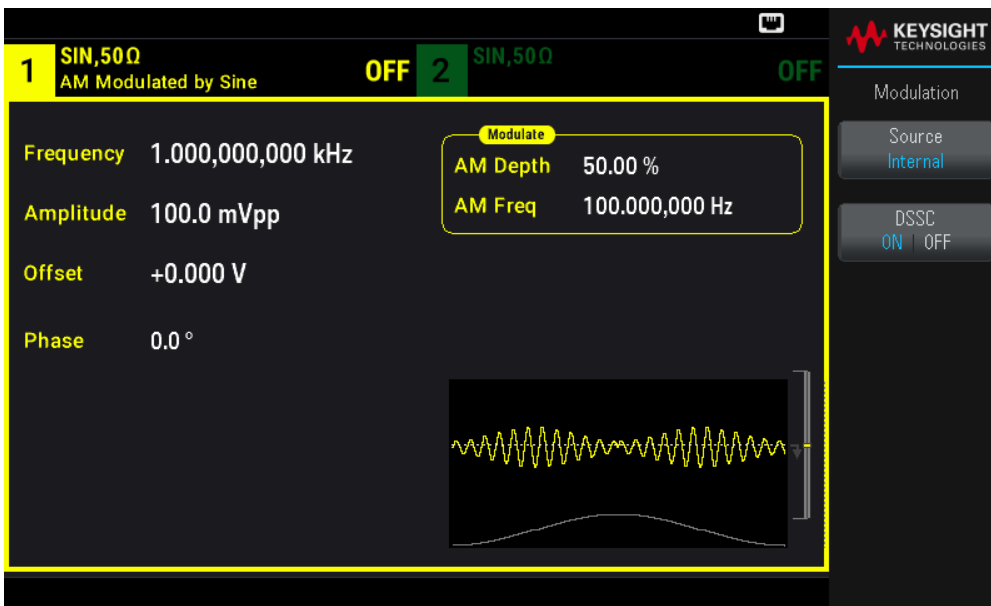 KEYSIGHT
TECHNOLOGIES
1 SIN,50Ω
AM Modulated by Sine
OFF
2 SIN,50Ω
OFF
Modulation
Source
Internal
DSSC
ON | OFF
Frequency 1.000,000,000 kHz
Amplitude 100.0 mVpp
Offset +0.000 V
Phase 0.0 °
Modulate
AM Depth 50.00 %
AM Freq 100.000,000 Hz